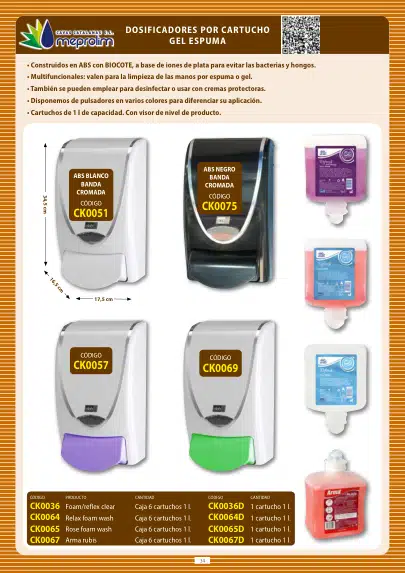 CAPAS CATALANAS S.L.
meprolim
DOSIFICADORES POR CARTUCHO
GEL ESPUMA
• Construidos en ABS con BIOCOTE, a base de iones de plata para evitar las bacterias y hongos.
• Multifuncionales: valen para la limpieza de las manos por espuma o gel.
• También se pueden emplear para desinfectar o usar con cremas protectoras.
• Disponemos de pulsadores en varios colores para diferenciar su aplicación.
• Cartuchos de 1 l de capacidad. Con visor de nivel de producto.
ABS BLANCO
BANDA
CROMADA
CÓDIGO
CK0051
ABS NEGRO
BANDA
CROMADA
CÓDIGO
CK0075
24,5 cm
16,5 cm
17,5 cm
CÓDIGO
CK0057
CÓDIGO
CK0069
Arma
CÓDIGO PRODUCTO CANTIDAD CÓDIGO CANTIDAD
CK0036 Foam/reflex clear Caja 6 cartuchos 1 l. CK0036D 1 cartucho 1 l.
CK0064 Relax foam wash Caja 6 cartuchos 1 l. CK0064D 1 cartucho 1 l.
CK0065 Rose foam wash Caja 6 cartuchos 1 l. CK0065D 1 cartucho 1 l.
CK0067 Arma rubis Caja 6 cartuchos 1 l. CK0067D 1 cartucho 1 l.